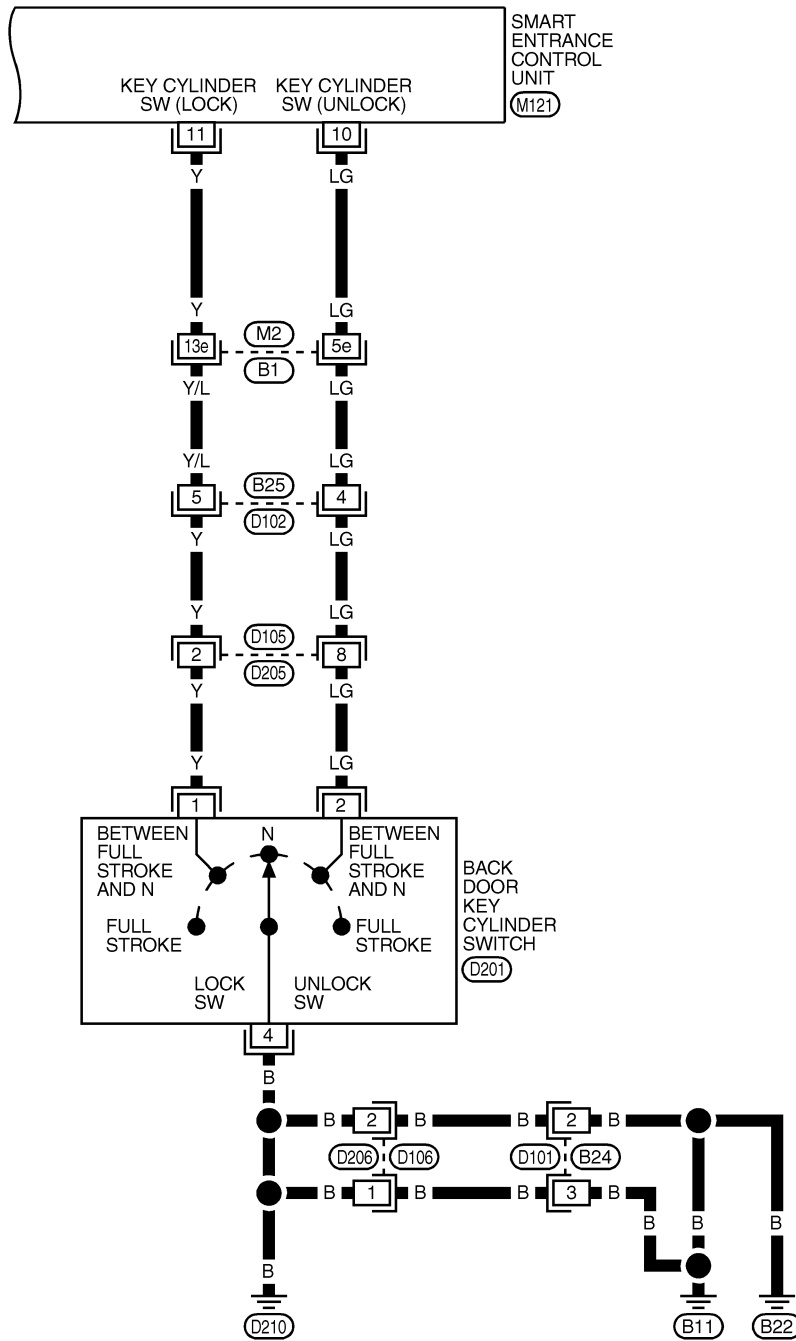 SMART
ENTRANCE
CONTROL
UNIT
M121
KEY CYLINDER
SW (LOCK)
KEY CYLINDER
SW (UNLOCK)
11
10
Y
LG
Y
LG
13e
M2
B1
5e
Y/L
LG
Y/L
LG
5
B25
D102
4
Y
LG
Y
LG
2
D105
D205
8
Y
LG
Y
LG
1
2
BETWEEN
FULL
STROKE
AND N
N
BETWEEN
FULL
STROKE
AND N
FULL
STROKE
FULL
STROKE
LOCK
SW
UNLOCK
SW
BACK
DOOR
KEY
CYLINDER
SWITCH
D201
4
B
B 2 B B 2 B
D206 D106 D101 B24
B 1 B B 3 B
B B B
B
D210
B11
B22